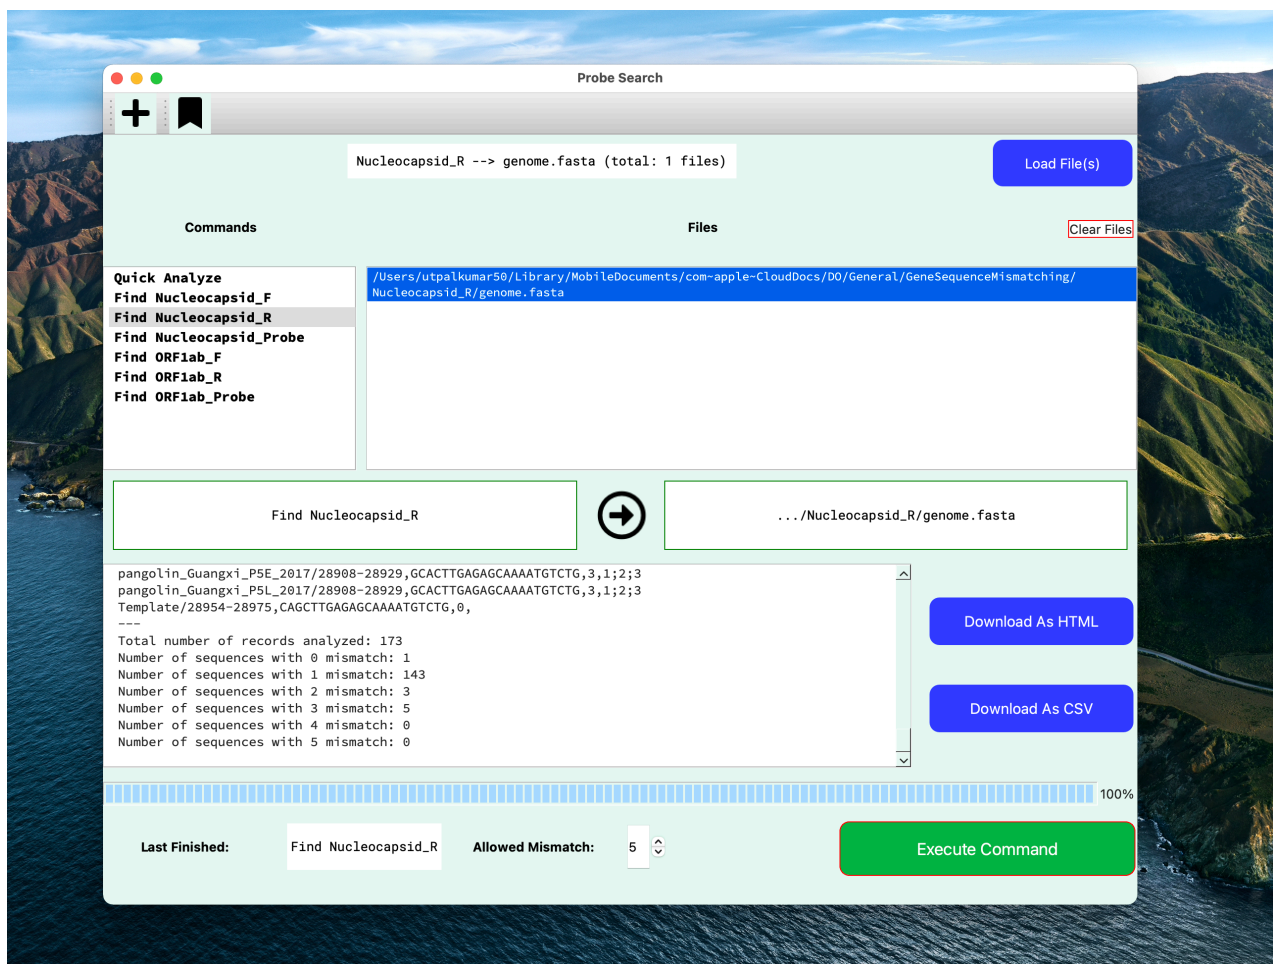 Probe Search
Nucleocapsid_R --> genome.fasta (total: 1 files)
Load File(s)
Commands
Files
Clear Files
Quick Analyze
Find Nucleocapsid_F
Find Nucleocapsid_R
Find Nucleocapsid_Probe
Find ORF1ab_F
Find ORF1ab_R
Find ORF1ab_Probe
/Users/utpalkumar50/Library/MobileDocuments/com~apple~CloudDocs/DO/General/GeneSequenceMismatching/
Nucleocapsid_R/genome.fasta
Find Nucleocapsid_R
.../Nucleocapsid_R/genome.fasta
pangolin_Guangxi_P5E_2017/28908-28929,GCACTTGAGAGCAAAATGTCTG,3,1;2;3
pangolin_Guangxi_P5L_2017/28908-28929,GCACTTGAGAGCAAAATGTCTG,3,1;2;3
Template/28954-28975,CAGCTTGAGAGCAAAATGTCTG,0,
---
Total number of records analyzed: 173
Number of sequences with 0 mismatch: 1
Number of sequences with 1 mismatch: 143
Number of sequences with 2 mismatch: 3
Number of sequences with 3 mismatch: 5
Number of sequences with 4 mismatch: 0
Number of sequences with 5 mismatch: 0
Download As HTML
Download As CSV
100%
Last Finished:
Find Nucleocapsid_R
Allowed Mismatch:
5
Execute Command